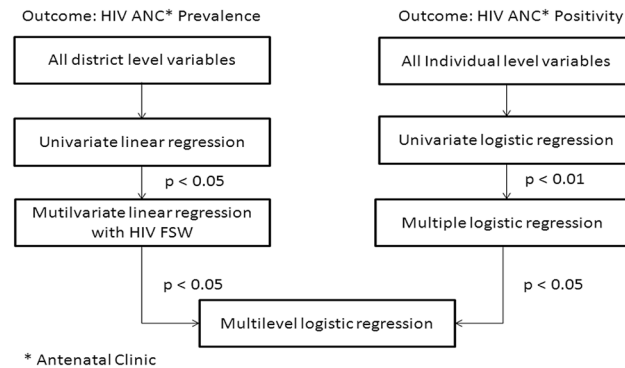 Outcome: HIV ANC* Prevalence
All district level variables
Univariate linear regression
p < 0.05
Mutilvariate linear regression
with HIV FSW
p < 0.05
Outcome: HIV ANC* Positivity
All Individual level variables
Univariate logistic regression
p < 0.01
Multiple logistic regression
p < 0.05
Multilevel logistic regression
* Antenatal Clinic